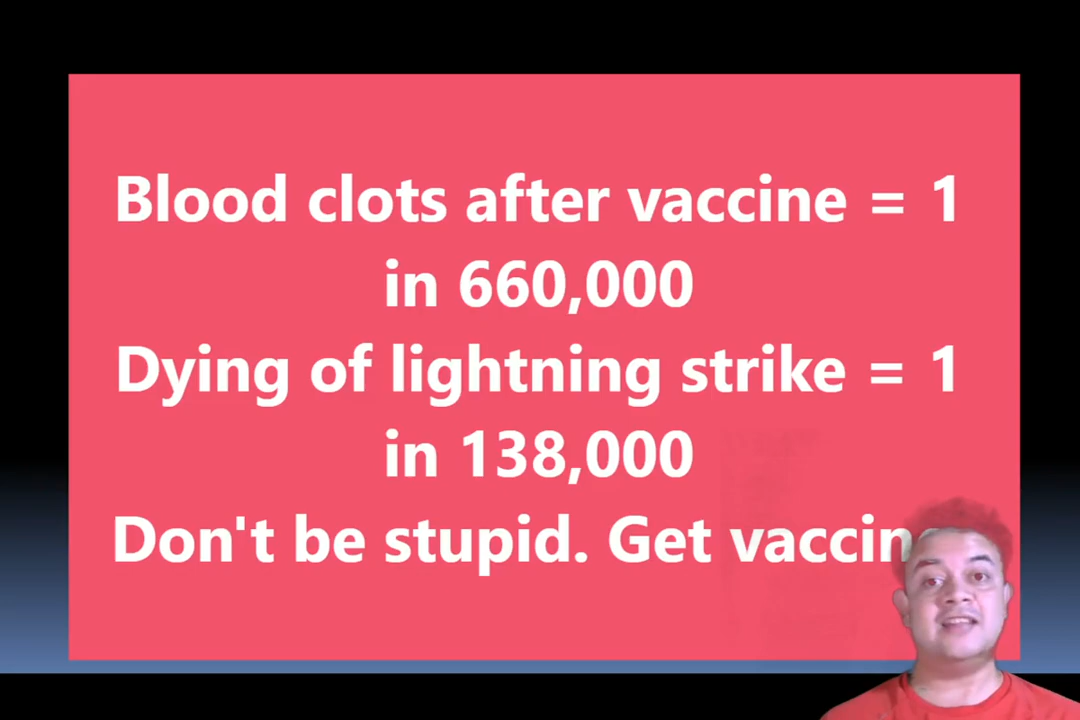 Blood clots after vaccine = 1
in 660,000
Dying of lightning strike = 1
in 138,000
Don't be stupid. Get